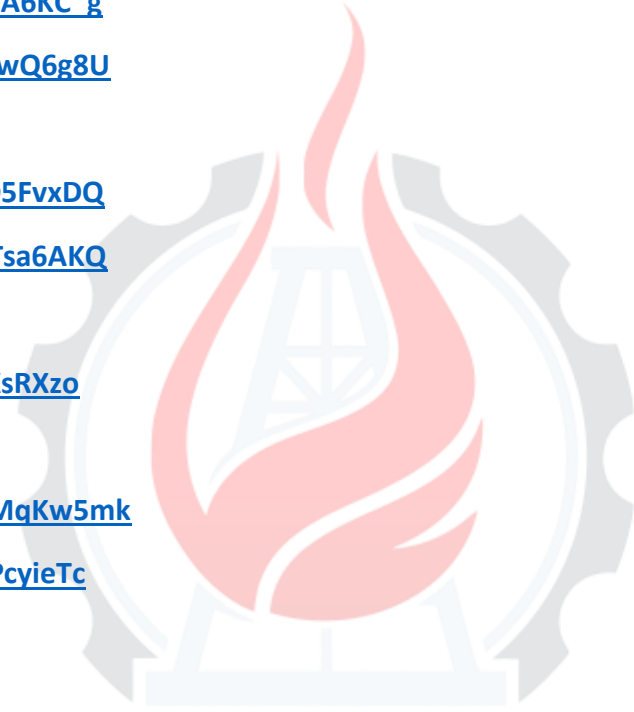 A6KC_g
wQ6g8U
5FvxDQ
Tsa6AKQ
sRXzo
MqKw5mk
PcyieTc